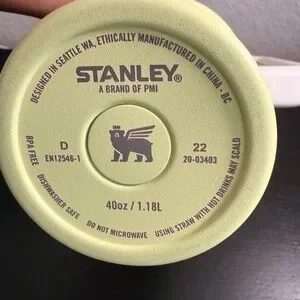 DESIGNED IN SEATTLE WA, ETHICALLY MANUFACTURED IN CHINA - BC
STANLEY®
A BRAND OF PMI
D
EN12546-1
22
20-03403
40oz / 1.18L
BPA FREE
DISHWASHER SAFE
DO NOT MICROWAVE
USING STRAW WITH HOT DRINKS MAY SCALD